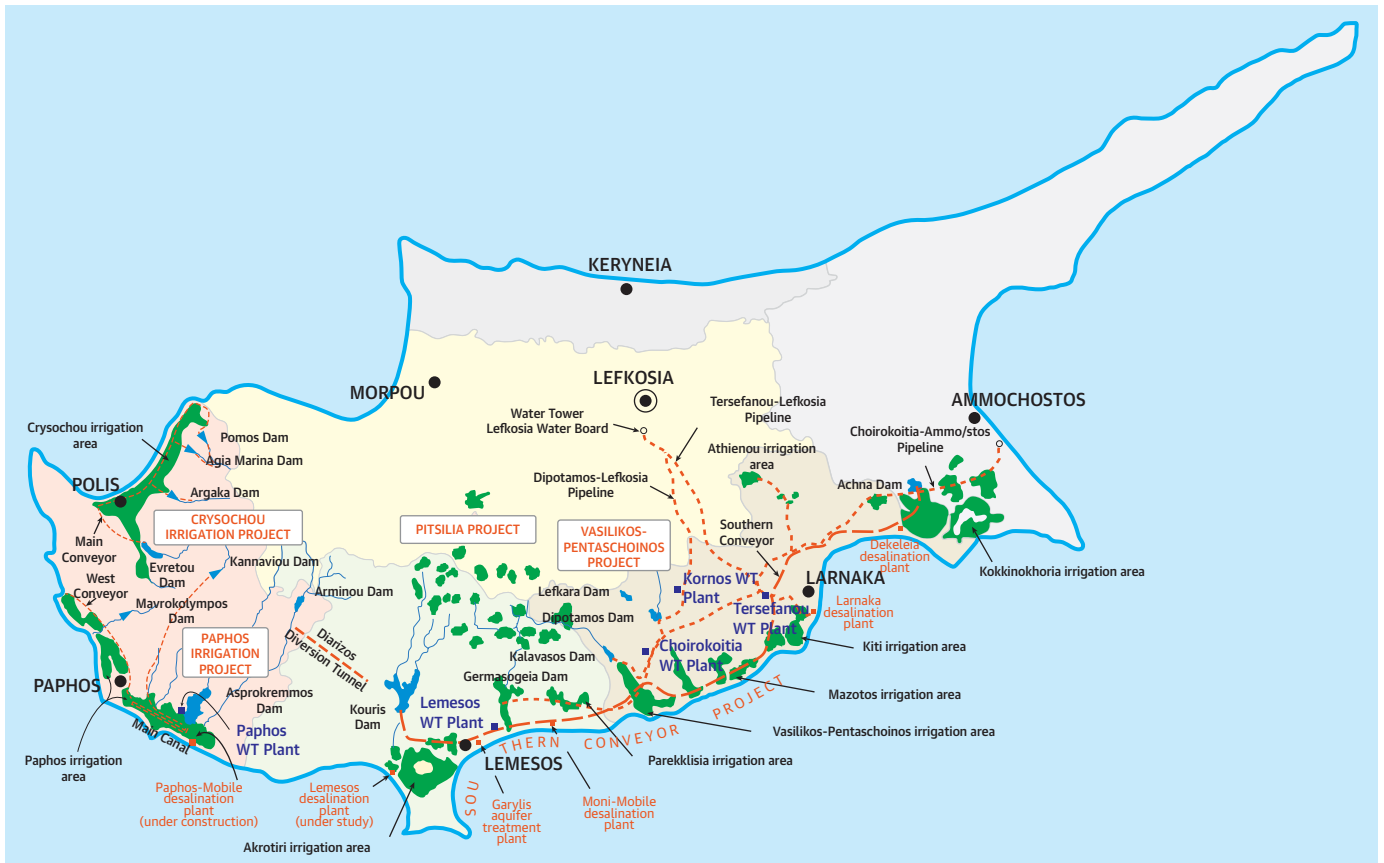 KERYNEIA
LEFKOSIA
MORPOU
AMMOCHOSTOS
Water Tower
Lefkosia Water Board
Tersefanou-Lefkosia
Pipeline
Choirokoitia-Ammo/stos
Pipeline
Crysochou irrigation
area
Pomos Dam
Agia Marina Dam
Athienou irrigation
area
Dipotamos-Lefkosia
Pipeline
Achna Dam
POLIS
Argaka Dam
CRYSOCHOU
IRRIGATION PROJECT
PITSILIA PROJECT
VASILIKOS-
PENTASCHOINOS
PROJECT
Southern
Conveyor
Main
Conveyor
Evretou
Dam
Kannaviou Dam
Dekeleia
desalination
plant
Kokkinokhoria irrigation area
West
Conveyor
Mavrokolympos
Dam
Arminou Dam
Lefkara Dam
Kornos WT
Plant
LARNAKA
Dipotamos Dam
Tersefanou
WT Plant
Larnaka
desalination
plant
PAPHOS
IRRIGATION
PROJECT
Diarizos
Diversion Tunnel
Kalavasos Dam
Choirokoitia
WT Plant
Kiti irrigation area
PAPHOS
Asprokremmos
Dam
Germasogeia Dam
Mazotos irrigation area
Kouris
Dam
Lemesos
WT Plant
Main Canal
Paphos
WT Plant
Vasilikos-Pentaschoinos irrigation area
SOU THERN CONVEYOR PROJECT
Paphos irrigation
area
LEMESOS
Parekklisia irrigation area
Paphos-Mobile
desalination
plant
(under construction)
Lemesos
desalination
plant
(under study)
Garylis
aquifer
treatment
plant
Moni-Mobile
desalination
plant
Akrotiri irrigation area